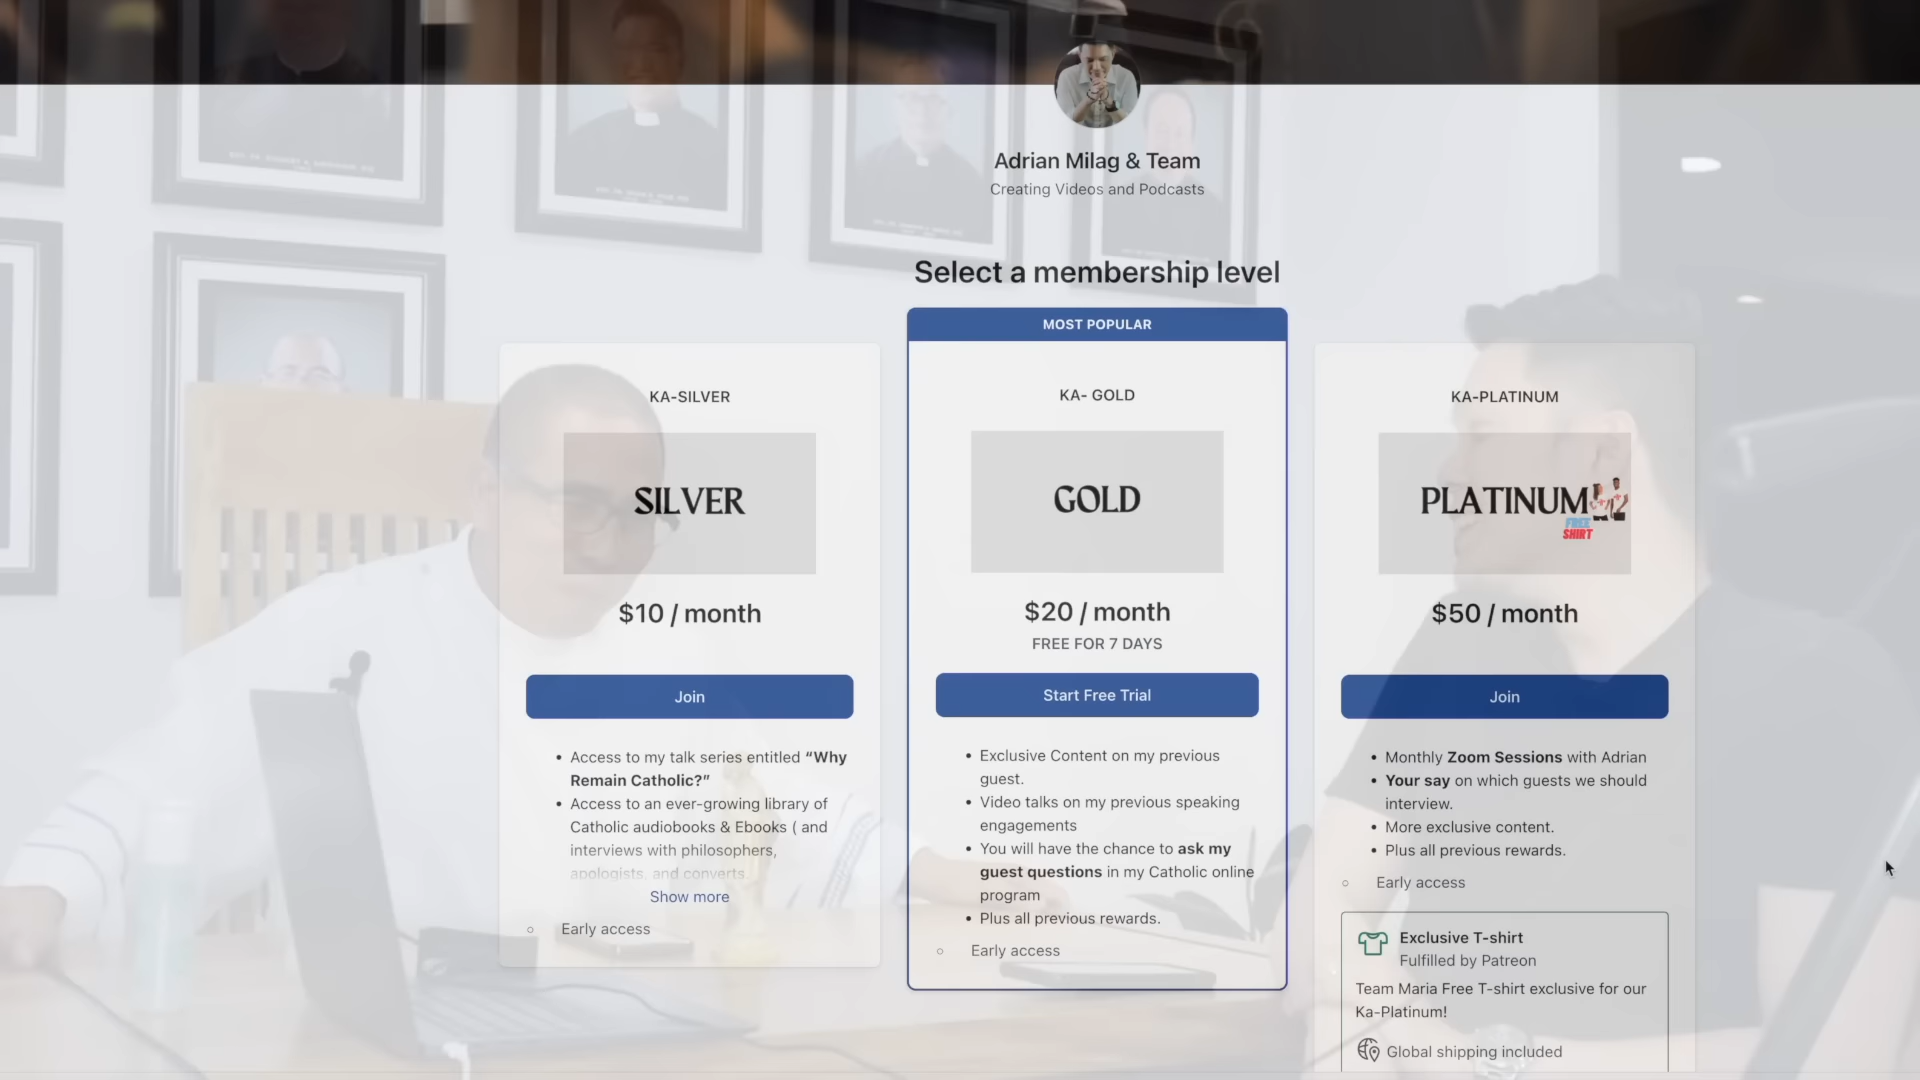 Adrian Milag & Team
Creating Videos and Podcasts
Select a membership level
KA-SILVER
SILVER
$10 / month
Join
• Access to my talk series entitled “Why
Remain Catholic?”
• Access to an ever-growing library of
Catholic audiobooks & Ebooks ( and
interviews with philosophers,
apologists, and converts
Show more
Early access
MOST POPULAR
KA- GOLD
GOLD
$20 / month
FREE FOR 7 DAYS
Start Free Trial
• Exclusive Content on my previous
guest.
• Video talks on my previous speaking
engagements
• You will have the chance to ask my
guest questions in my Catholic online
program
• Plus all previous rewards.
Early access
KA-PLATINUM
PLATINUM
FREE
SHIRT
$50 / month
Join
• Monthly Zoom Sessions with Adrian
• Your say on which guests we should
interview.
• More exclusive content.
• Plus all previous rewards.
Early access
Exclusive T-shirt
Fulfilled by Patreon
Team Maria Free T-shirt exclusive for our
Ka-Platinum!
Global shipping included